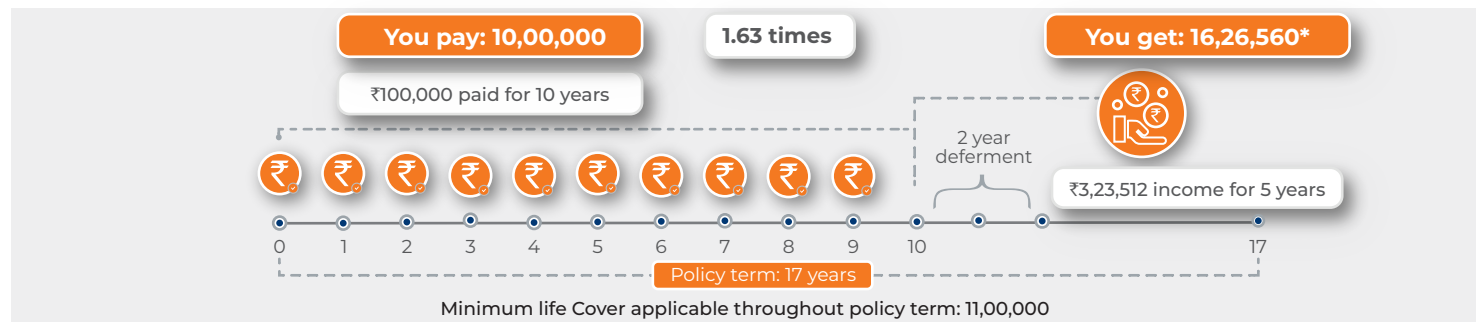 You pay: 10,00,000
1.63 times
You get: 16,26,560*
₹100,000 paid for 10 years
2 year
deferment
₹3,23,512 income for 5 years
0 1 2 3 4 5 6 7 8 9 10 17
Policy term: 17 years
Minimum life Cover applicable throughout policy term: 11,00,000